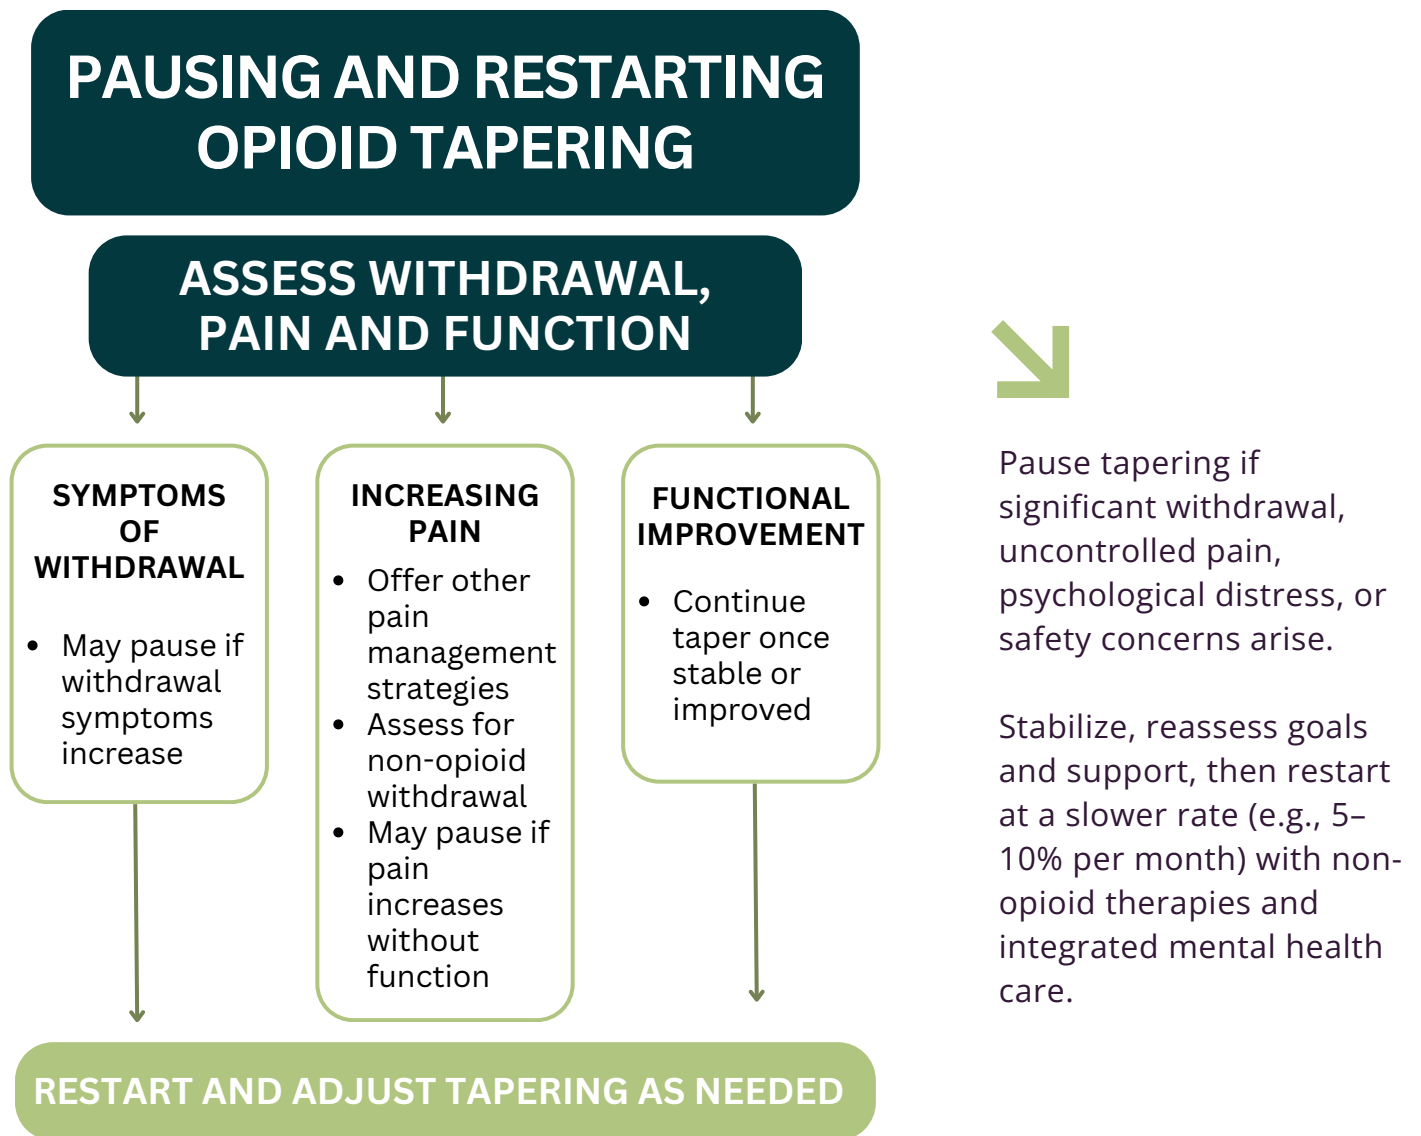 PAUSING AND RESTARTING
OPIOID TAPERING
ASSESS WITHDRAWAL,
PAIN AND FUNCTION
SYMPTOMS
OF
WITHDRAWAL
• May pause if
withdrawal
symptoms
increase
INCREASING
PAIN
• Offer other
pain
management
strategies
• Assess for
non-opioid
withdrawal
• May pause if
pain
increases
without
function
FUNCTIONAL
IMPROVEMENT
• Continue
taper once
stable or
improved
RESTART AND ADJUST TAPERING AS NEEDED
Pause tapering if
significant withdrawal,
uncontrolled pain,
psychological distress, or
safety concerns arise.
Stabilize, reassess goals
and support, then restart
at a slower rate (e.g., 5–
10% per month) with non-
opioid therapies and
integrated mental health
care.